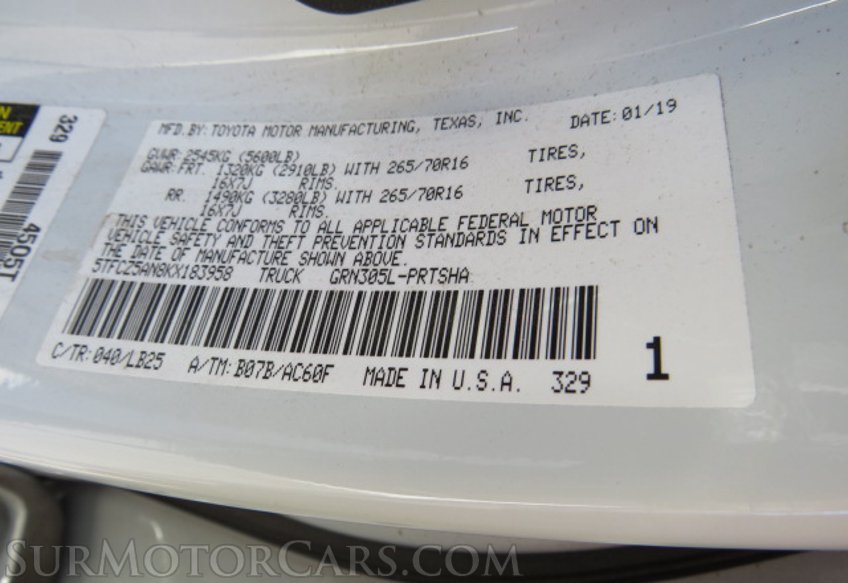 N
ENT
329
4505T
MFD.BY:TOYOTA MOTOR MANUFACTURING, TEXAS, INC. DATE:01/19
GVWR:2545KG (5600LB)
GAWR:FRT. 1320KG (2910LB) WITH 265/70R16 TIRES,
16X7J RIMS.
RR. 1490KG (3280LB) WITH 265/70R16 TIRES,
16X7J RIMS.
THIS VEHICLE CONFORMS TO ALL APPLICABLE FEDERAL MOTOR
VEHICLE SAFETY AND THEFT PREVENTION STANDARDS IN EFFECT ON
THE DATE OF MANUFACTURE SHOWN ABOVE.
5TFCZ5AN8KX183958 TRUCK GRN305L-PRTSHA
C/TR:040/LB25 A/TM:B07B/AC60F MADE IN U.S.A. 329 1
SurMotorCars.com